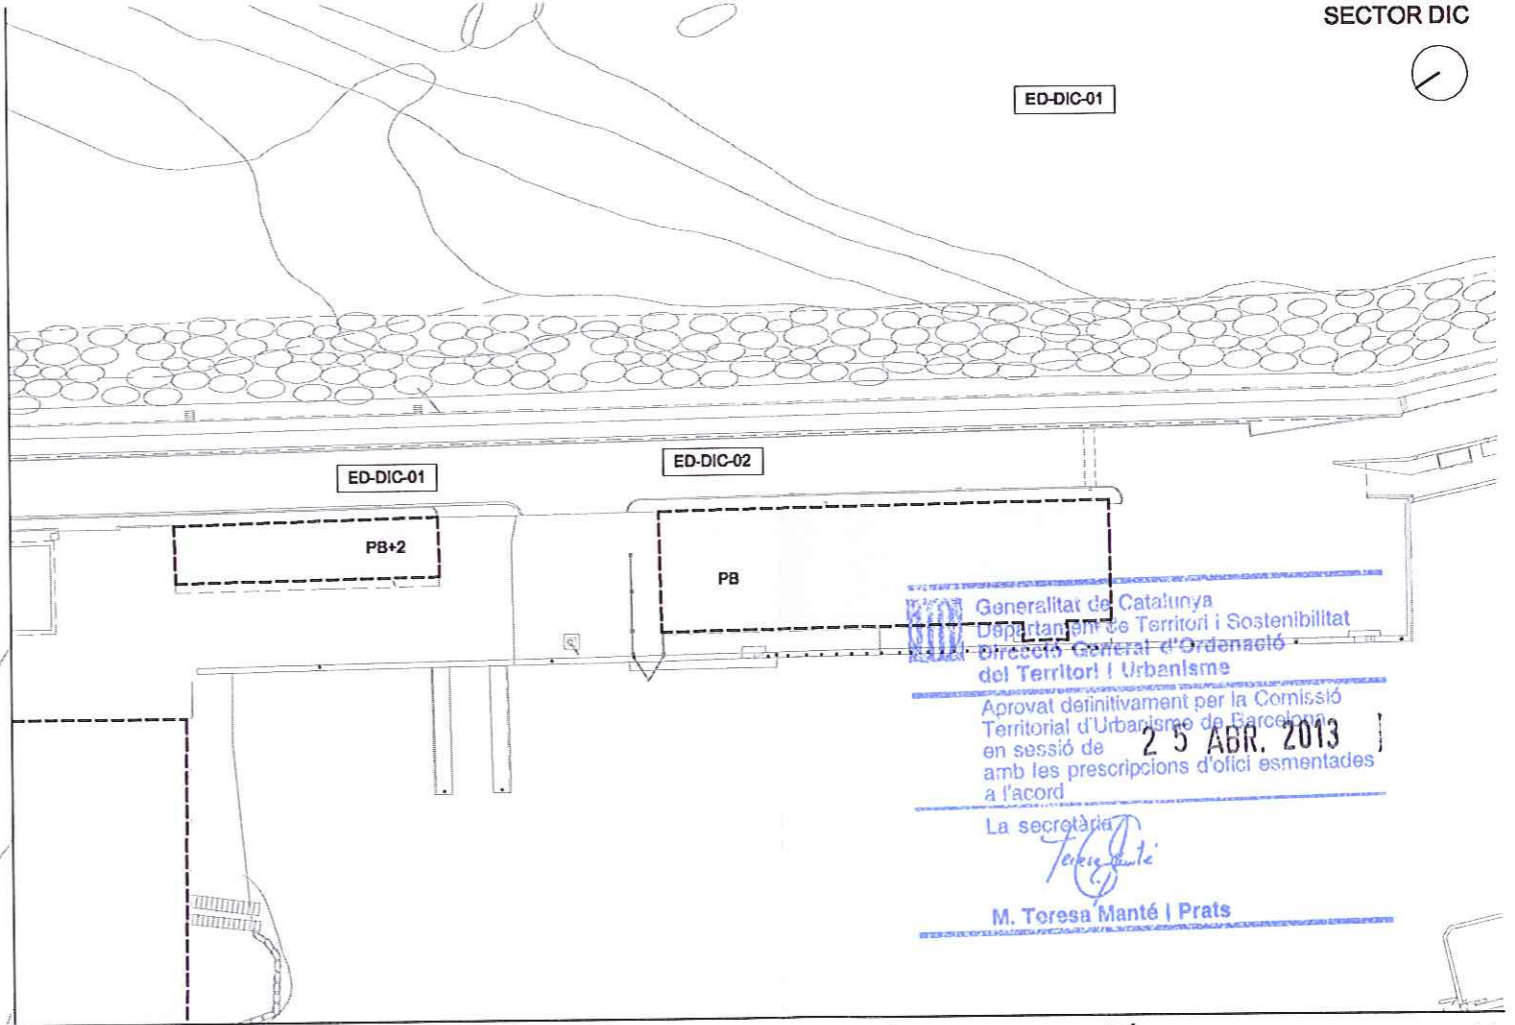 SECTOR DIC
ED-DIC-01
ED-DIC-01
ED-DIC-02
PB+2
PB
Generalitat de Catalunya
Departament de Territori i Sostenibilitat
Direcció General d'Ordenació
del Territori i Urbanisme
Aprovat definitivament per la Comissió
Territorial d'Urbanisme de Barcelona
en sessió de 25 ABR. 2013
amb les prescripcions d'ofici esmentades
a l'acord
La secretària
M. Teresa Manté i Prats